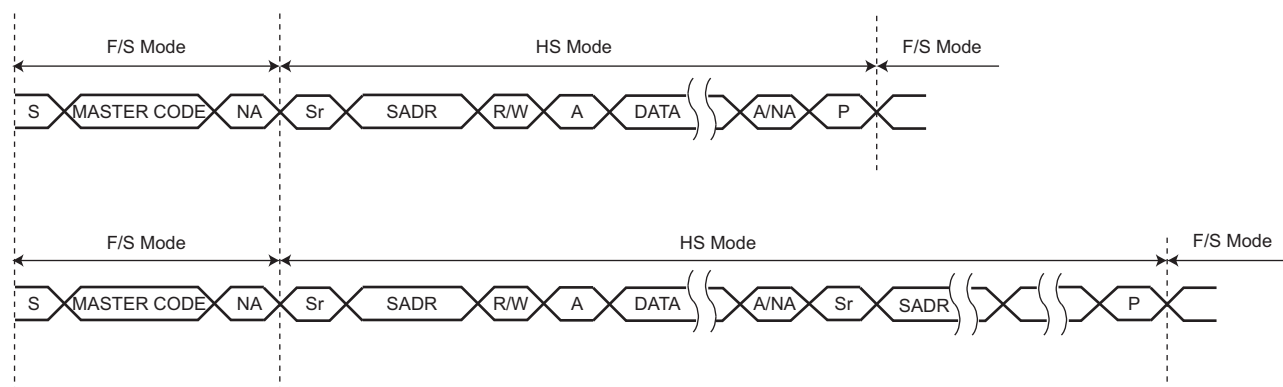 F/S Mode HS Mode F/S Mode
S MASTER CODE NA Sr SADR R/W A DATA A/NA P
F/S Mode HS Mode F/S Mode
S MASTER CODE NA Sr SADR R/W A DATA A/NA Sr SADR P